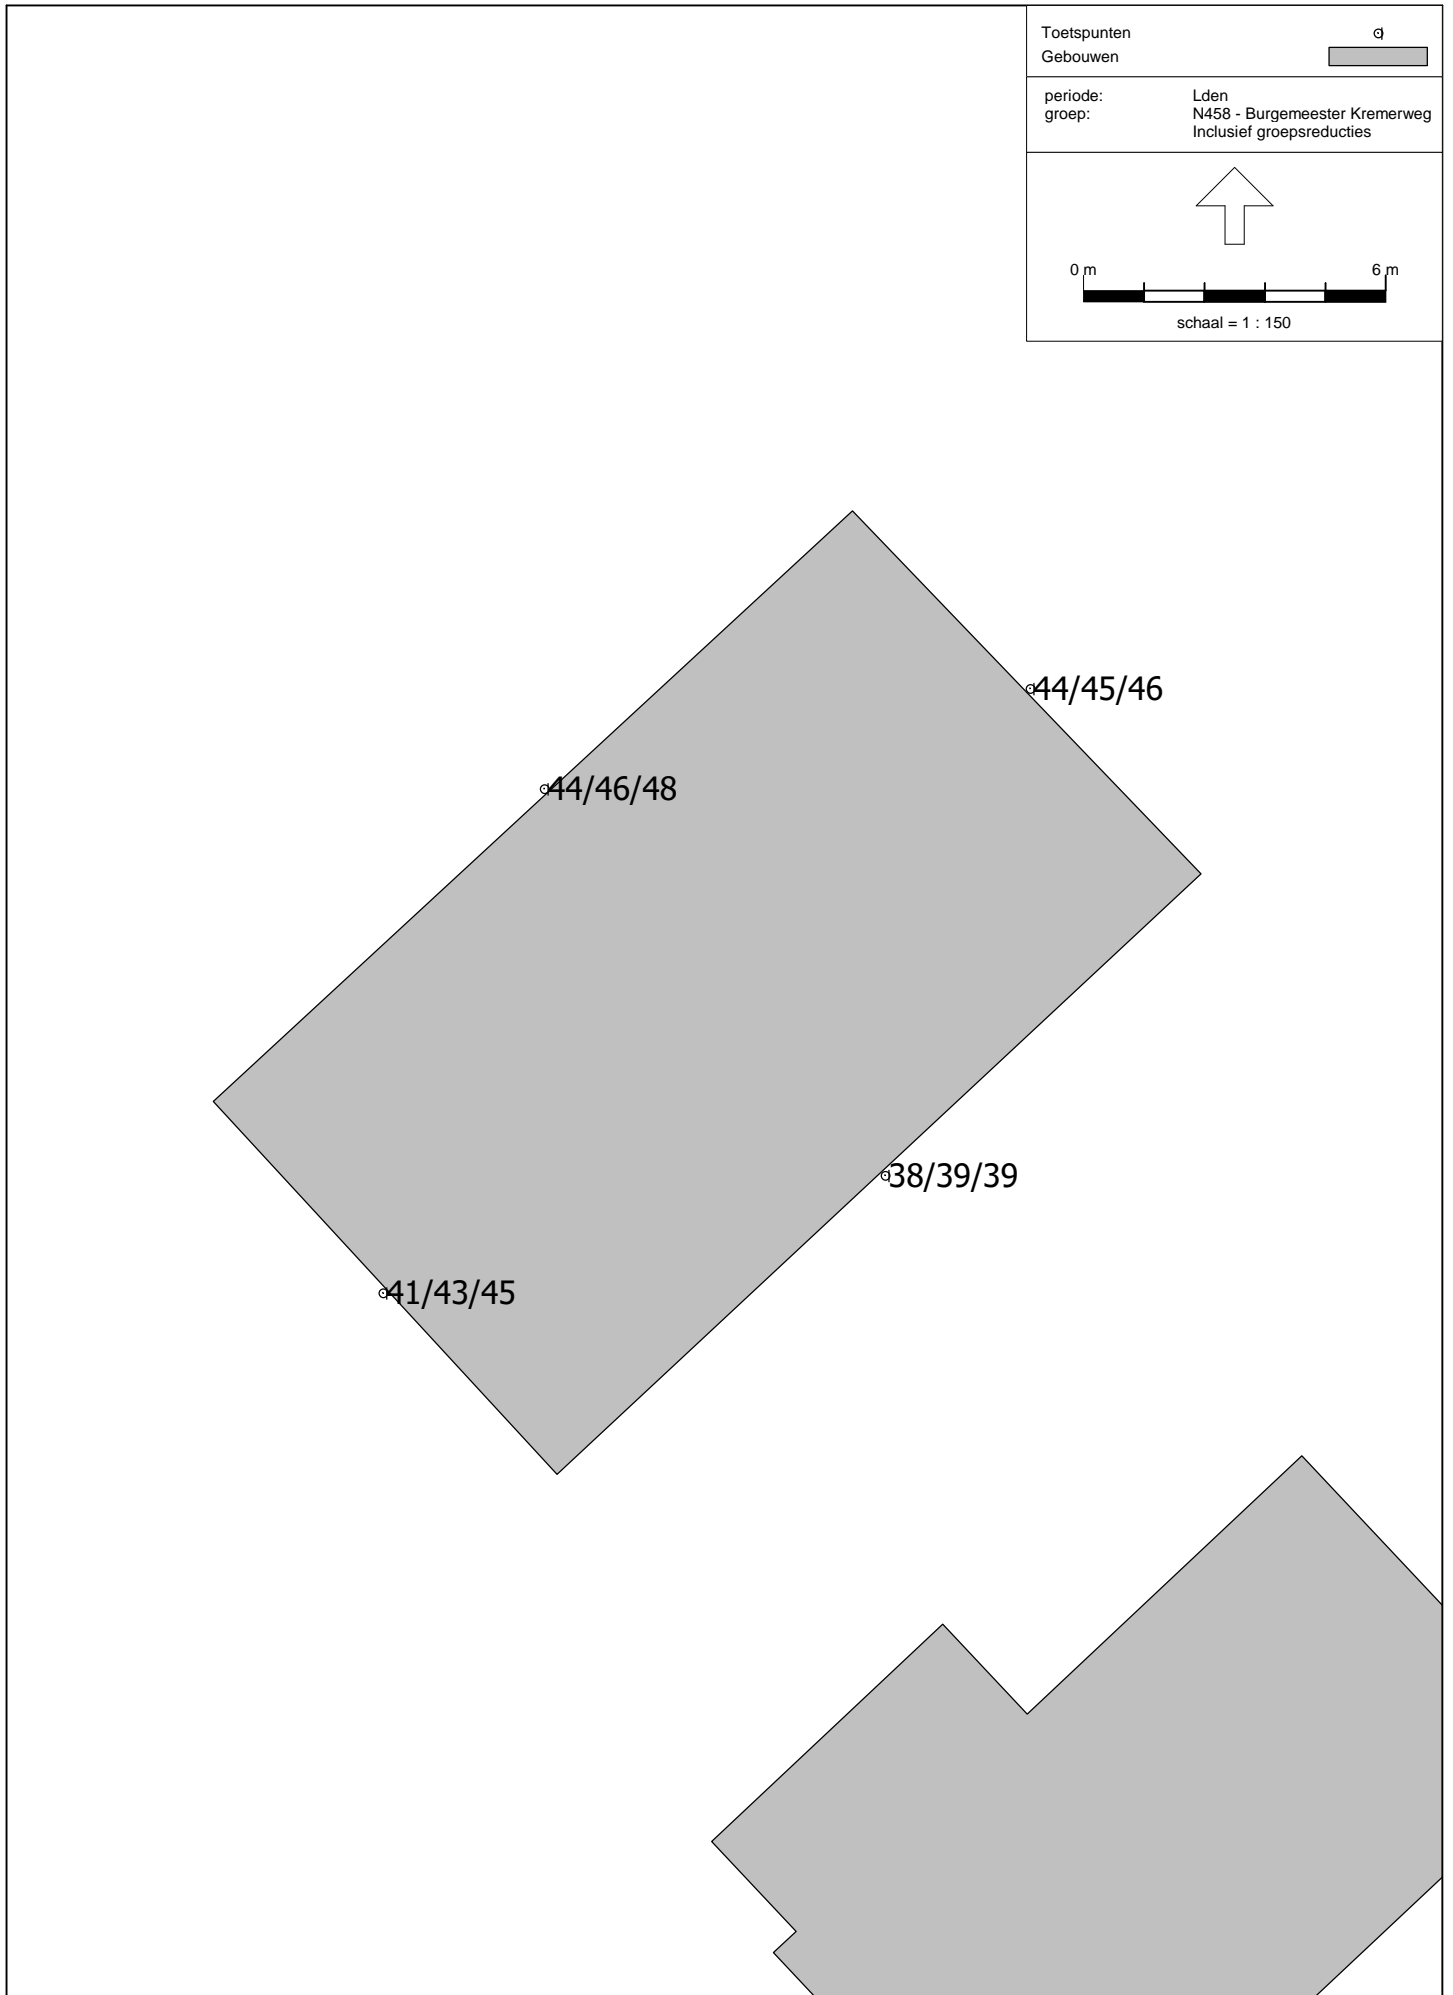 Toetspunten
Gebouwen
periode: Lden
groep: N458 - Burgemeester Kremerweg
Inclusief groepsreducties
0 m 6 m
schaal = 1 : 150
44/45/46
44/46/48
38/39/39
41/43/45